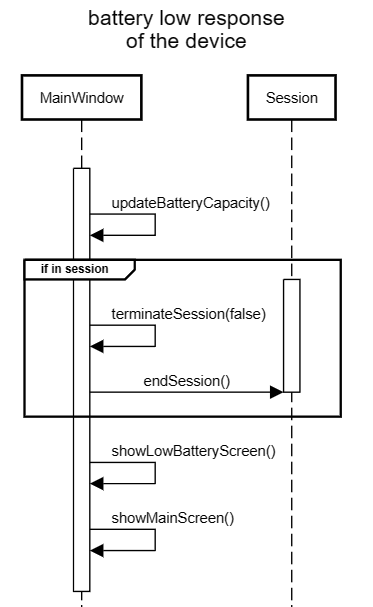 battery low response
of the device
MainWindow
Session
updateBatteryCapacity()
if in session
terminateSession(false)
endSession()
showLowBatteryScreen()
showMainScreen()